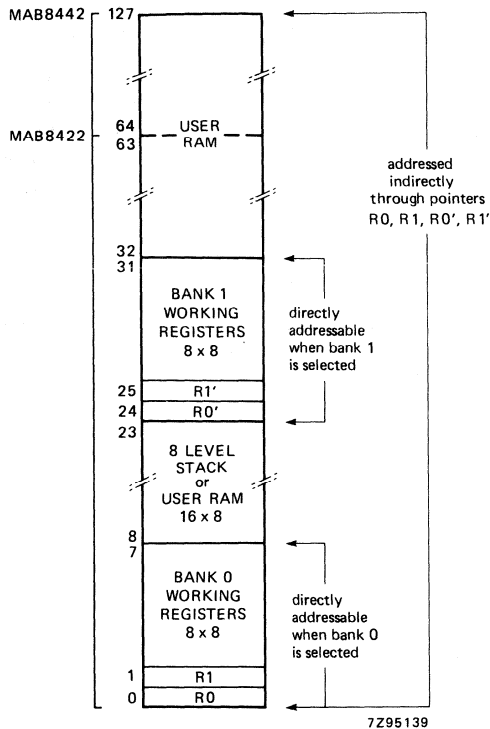 MAB8442 127
64
USER
MAB8422
63
RAM
addressed
indirectly
through pointers
R0, R1, R0', R1'
32
31
BANK 1
WORKING
REGISTERS
8 x 8
directly
addressable
when bank 1
is selected
25 R1'
24 R0'
23
8 LEVEL
STACK
or
USER RAM
16 x 8
8
7
BANK 0
WORKING
REGISTERS
8 x 8
directly
addressable
when bank 0
is selected
1 R1
0 R0
7Z95139